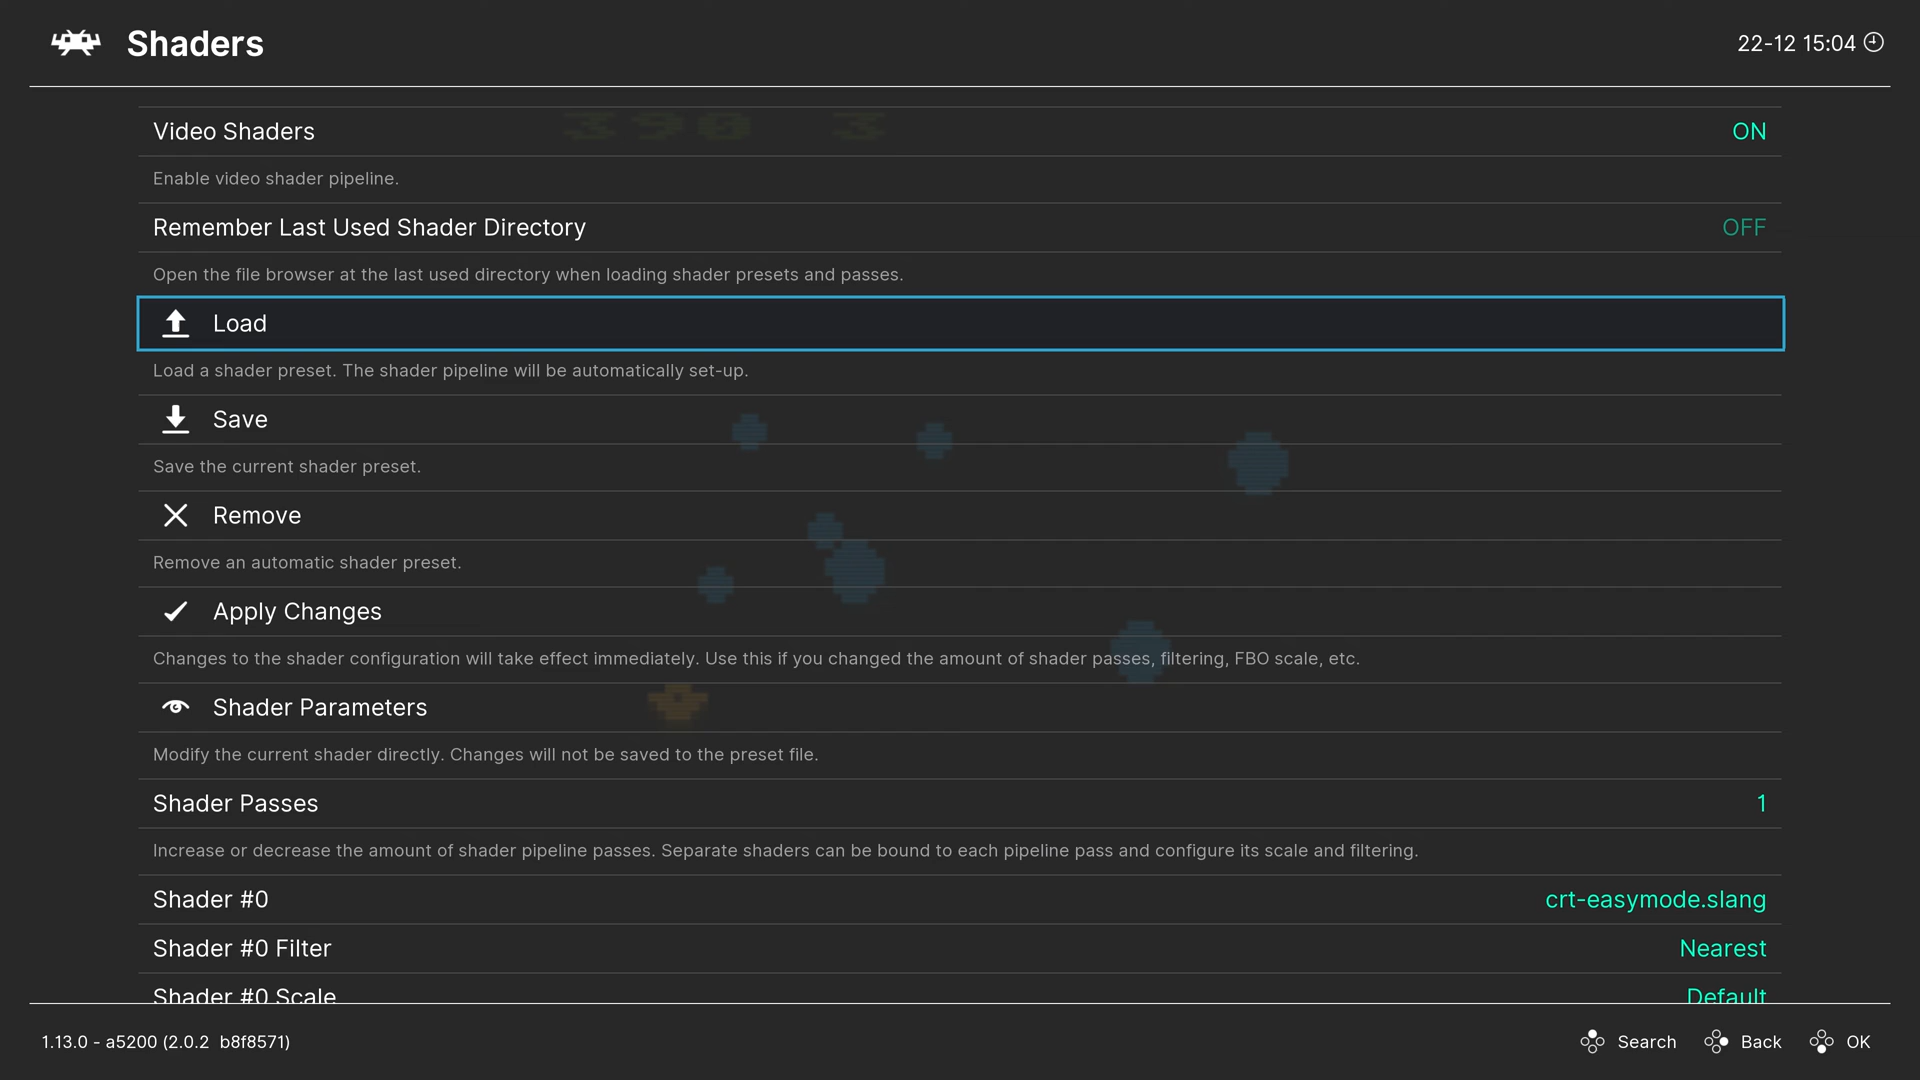 Shaders
22-12 15:04
390 3
Video Shaders
ON
Enable video shader pipeline.
Remember Last Used Shader Directory
OFF
Open the file browser at the last used directory when loading shader presets and passes.
Load
Load a shader preset. The shader pipeline will be automatically set-up.
Save
Save the current shader preset.
Remove
Remove an automatic shader preset.
Apply Changes
Changes to the shader configuration will take effect immediately. Use this if you changed the amount of shader passes, filtering, FBO scale, etc.
Shader Parameters
Modify the current shader directly. Changes will not be saved to the preset file.
Shader Passes
1
Increase or decrease the amount of shader pipeline passes. Separate shaders can be bound to each pipeline pass and configure its scale and filtering.
Shader #0
crt-easymode.slang
Shader #0 Filter
Nearest
Shader #0 Scale
Default
1.13.0 - a5200 (2.0.2 b8f8571)
Search
Back
OK